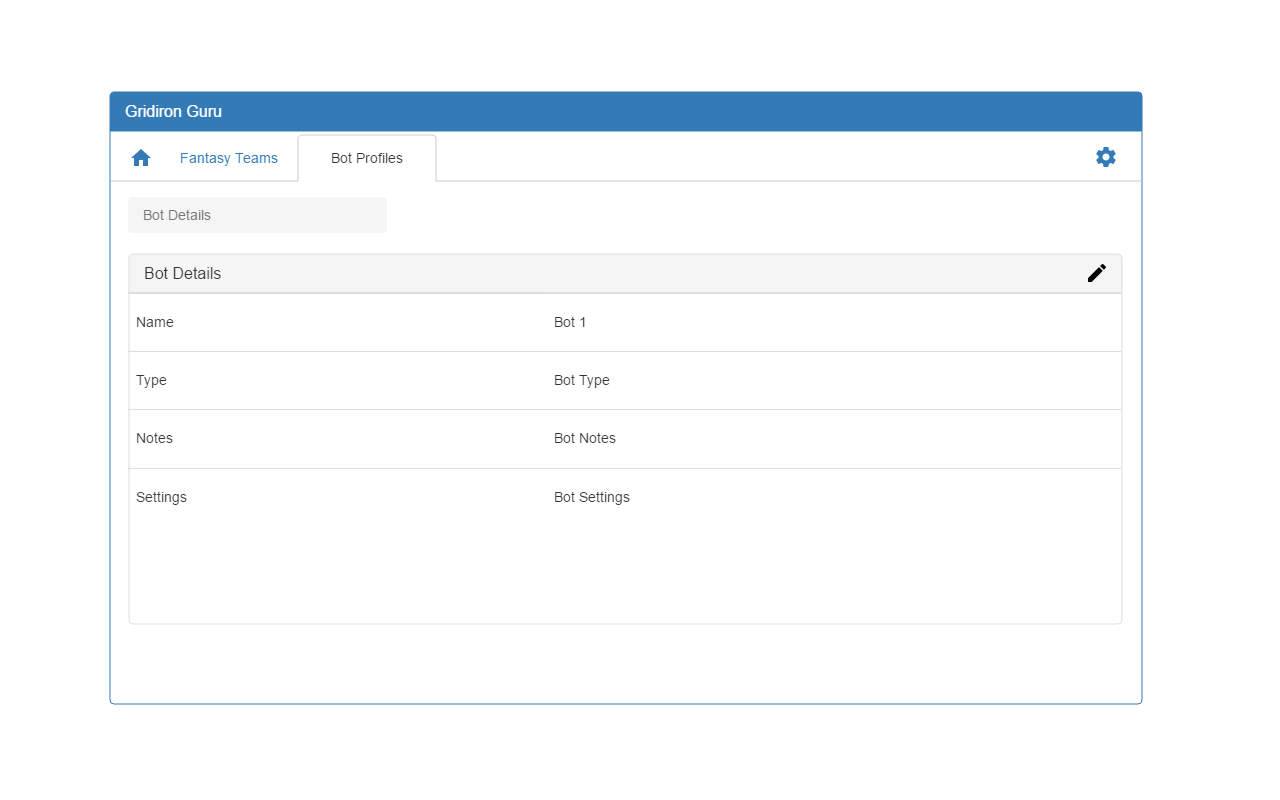 Gridiron Guru
Fantasy Teams Bot Profiles
Bot Details
Bot Details
Name Bot 1
Type Bot Type
Notes Bot Notes
Settings Bot Settings